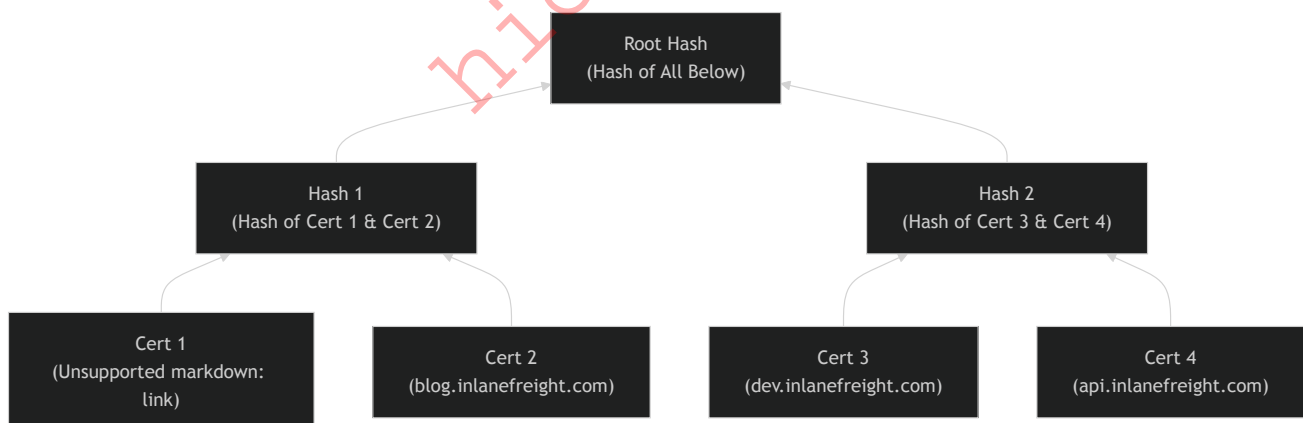 Root Hash
(Hash of All Below)
Hash 1
(Hash of Cert 1 & Cert 2)
Hash 2
(Hash of Cert 3 & Cert 4)
Cert 1
(Unsupported markdown:
link)
Cert 2
(blog.inlanefreight.com)
Cert 3
(dev.inlanefreight.com)
Cert 4
(api.inlanefreight.com)